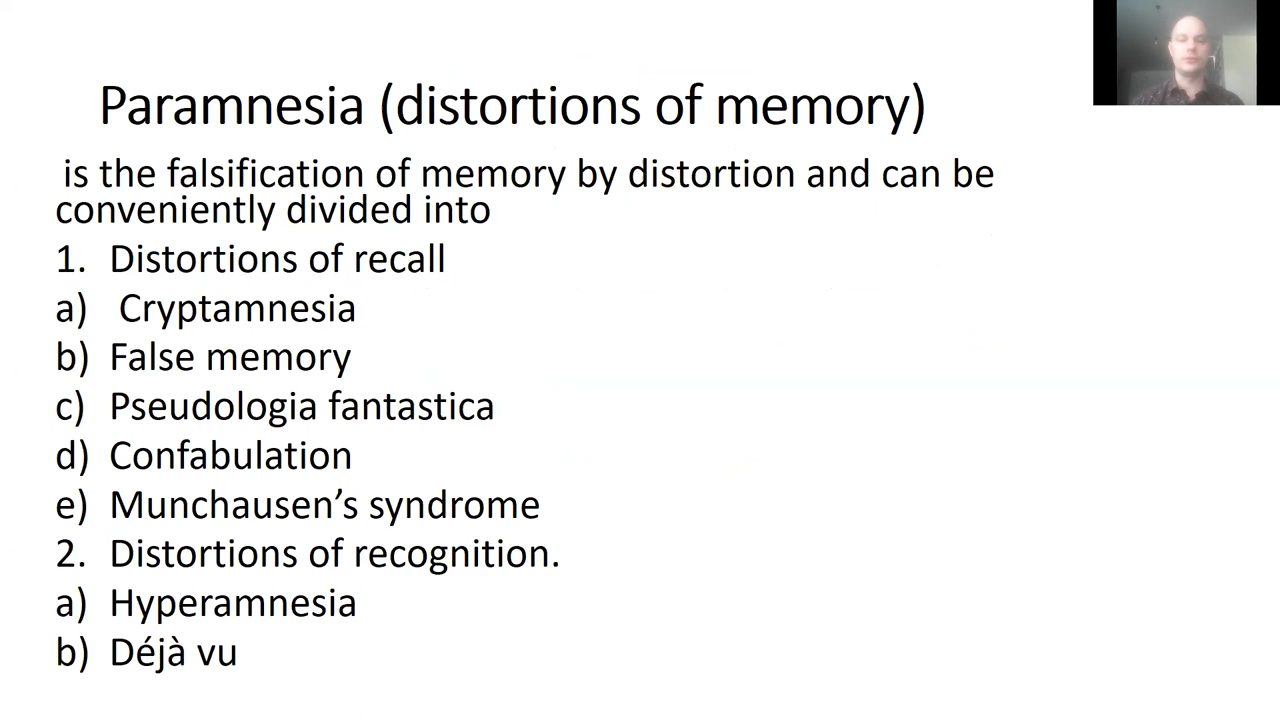 Paramnesia (distortions of memory)
is the falsification of memory by distortion and can be
conveniently divided into
1. Distortions of recall
a) Cryptamnesia
b) False memory
c) Pseudologia fantastica
d) Confabulation
e) Munchausen’s syndrome
2. Distortions of recognition.
a) Hyperamnesia
b) Déjà vu